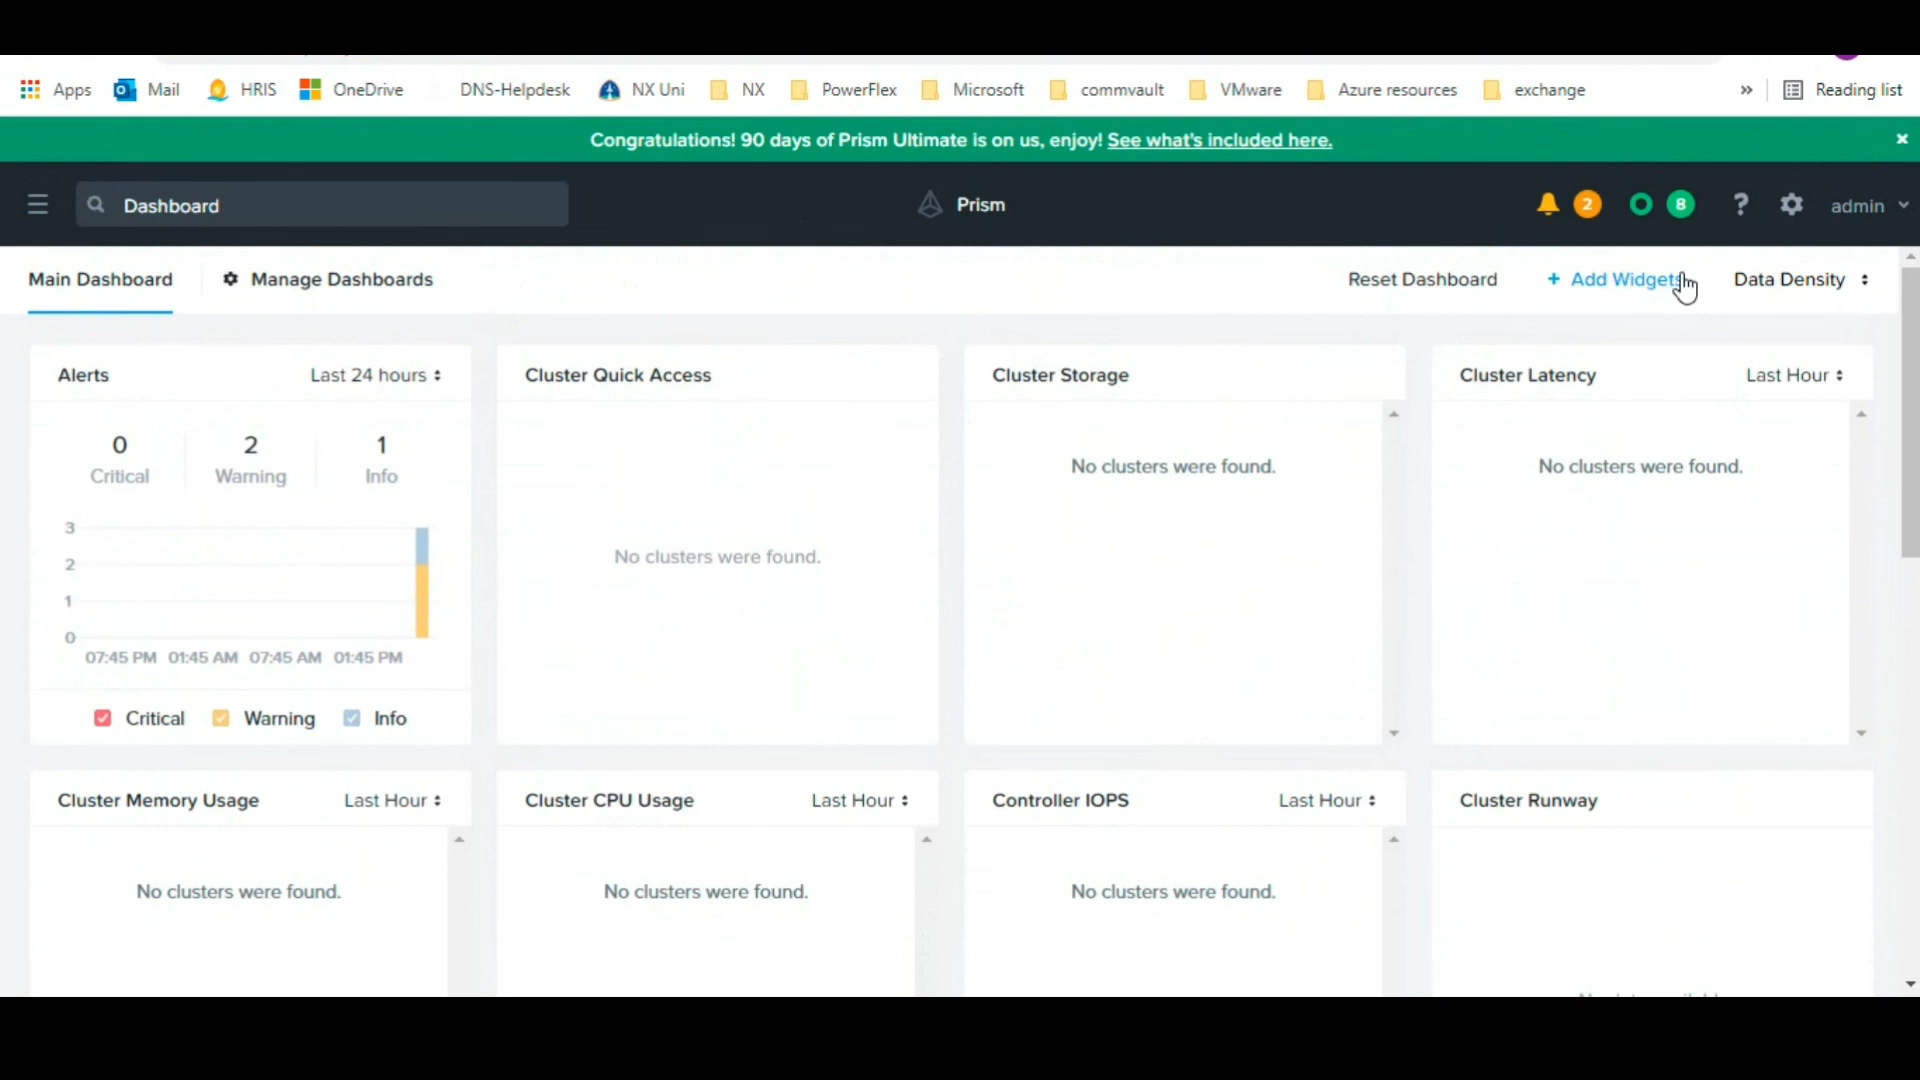 Apps Mail HRIS OneDrive DNS-Helpdesk NX Uni NX PowerFlex Microsoft commvault VMware Azure resources exchange » Reading list
Congratulations! 90 days of Prism Ultimate is on us, enjoy! See what's included here. ×
Dashboard Prism 2 8 ? admin
Main Dashboard Manage Dashboards Reset Dashboard + Add Widgets Data Density
Alerts Last 24 hours
0 2 1
Critical Warning Info
3
2
1
0
07:45 PM 01:45 AM 07:45 AM 01:45 PM
Critical Warning Info
Cluster Quick Access
No clusters were found.
Cluster Storage
No clusters were found.
Cluster Latency Last Hour
No clusters were found.
Cluster Memory Usage Last Hour
No clusters were found.
Cluster CPU Usage Last Hour
No clusters were found.
Controller IOPS Last Hour
No clusters were found.
Cluster Runway